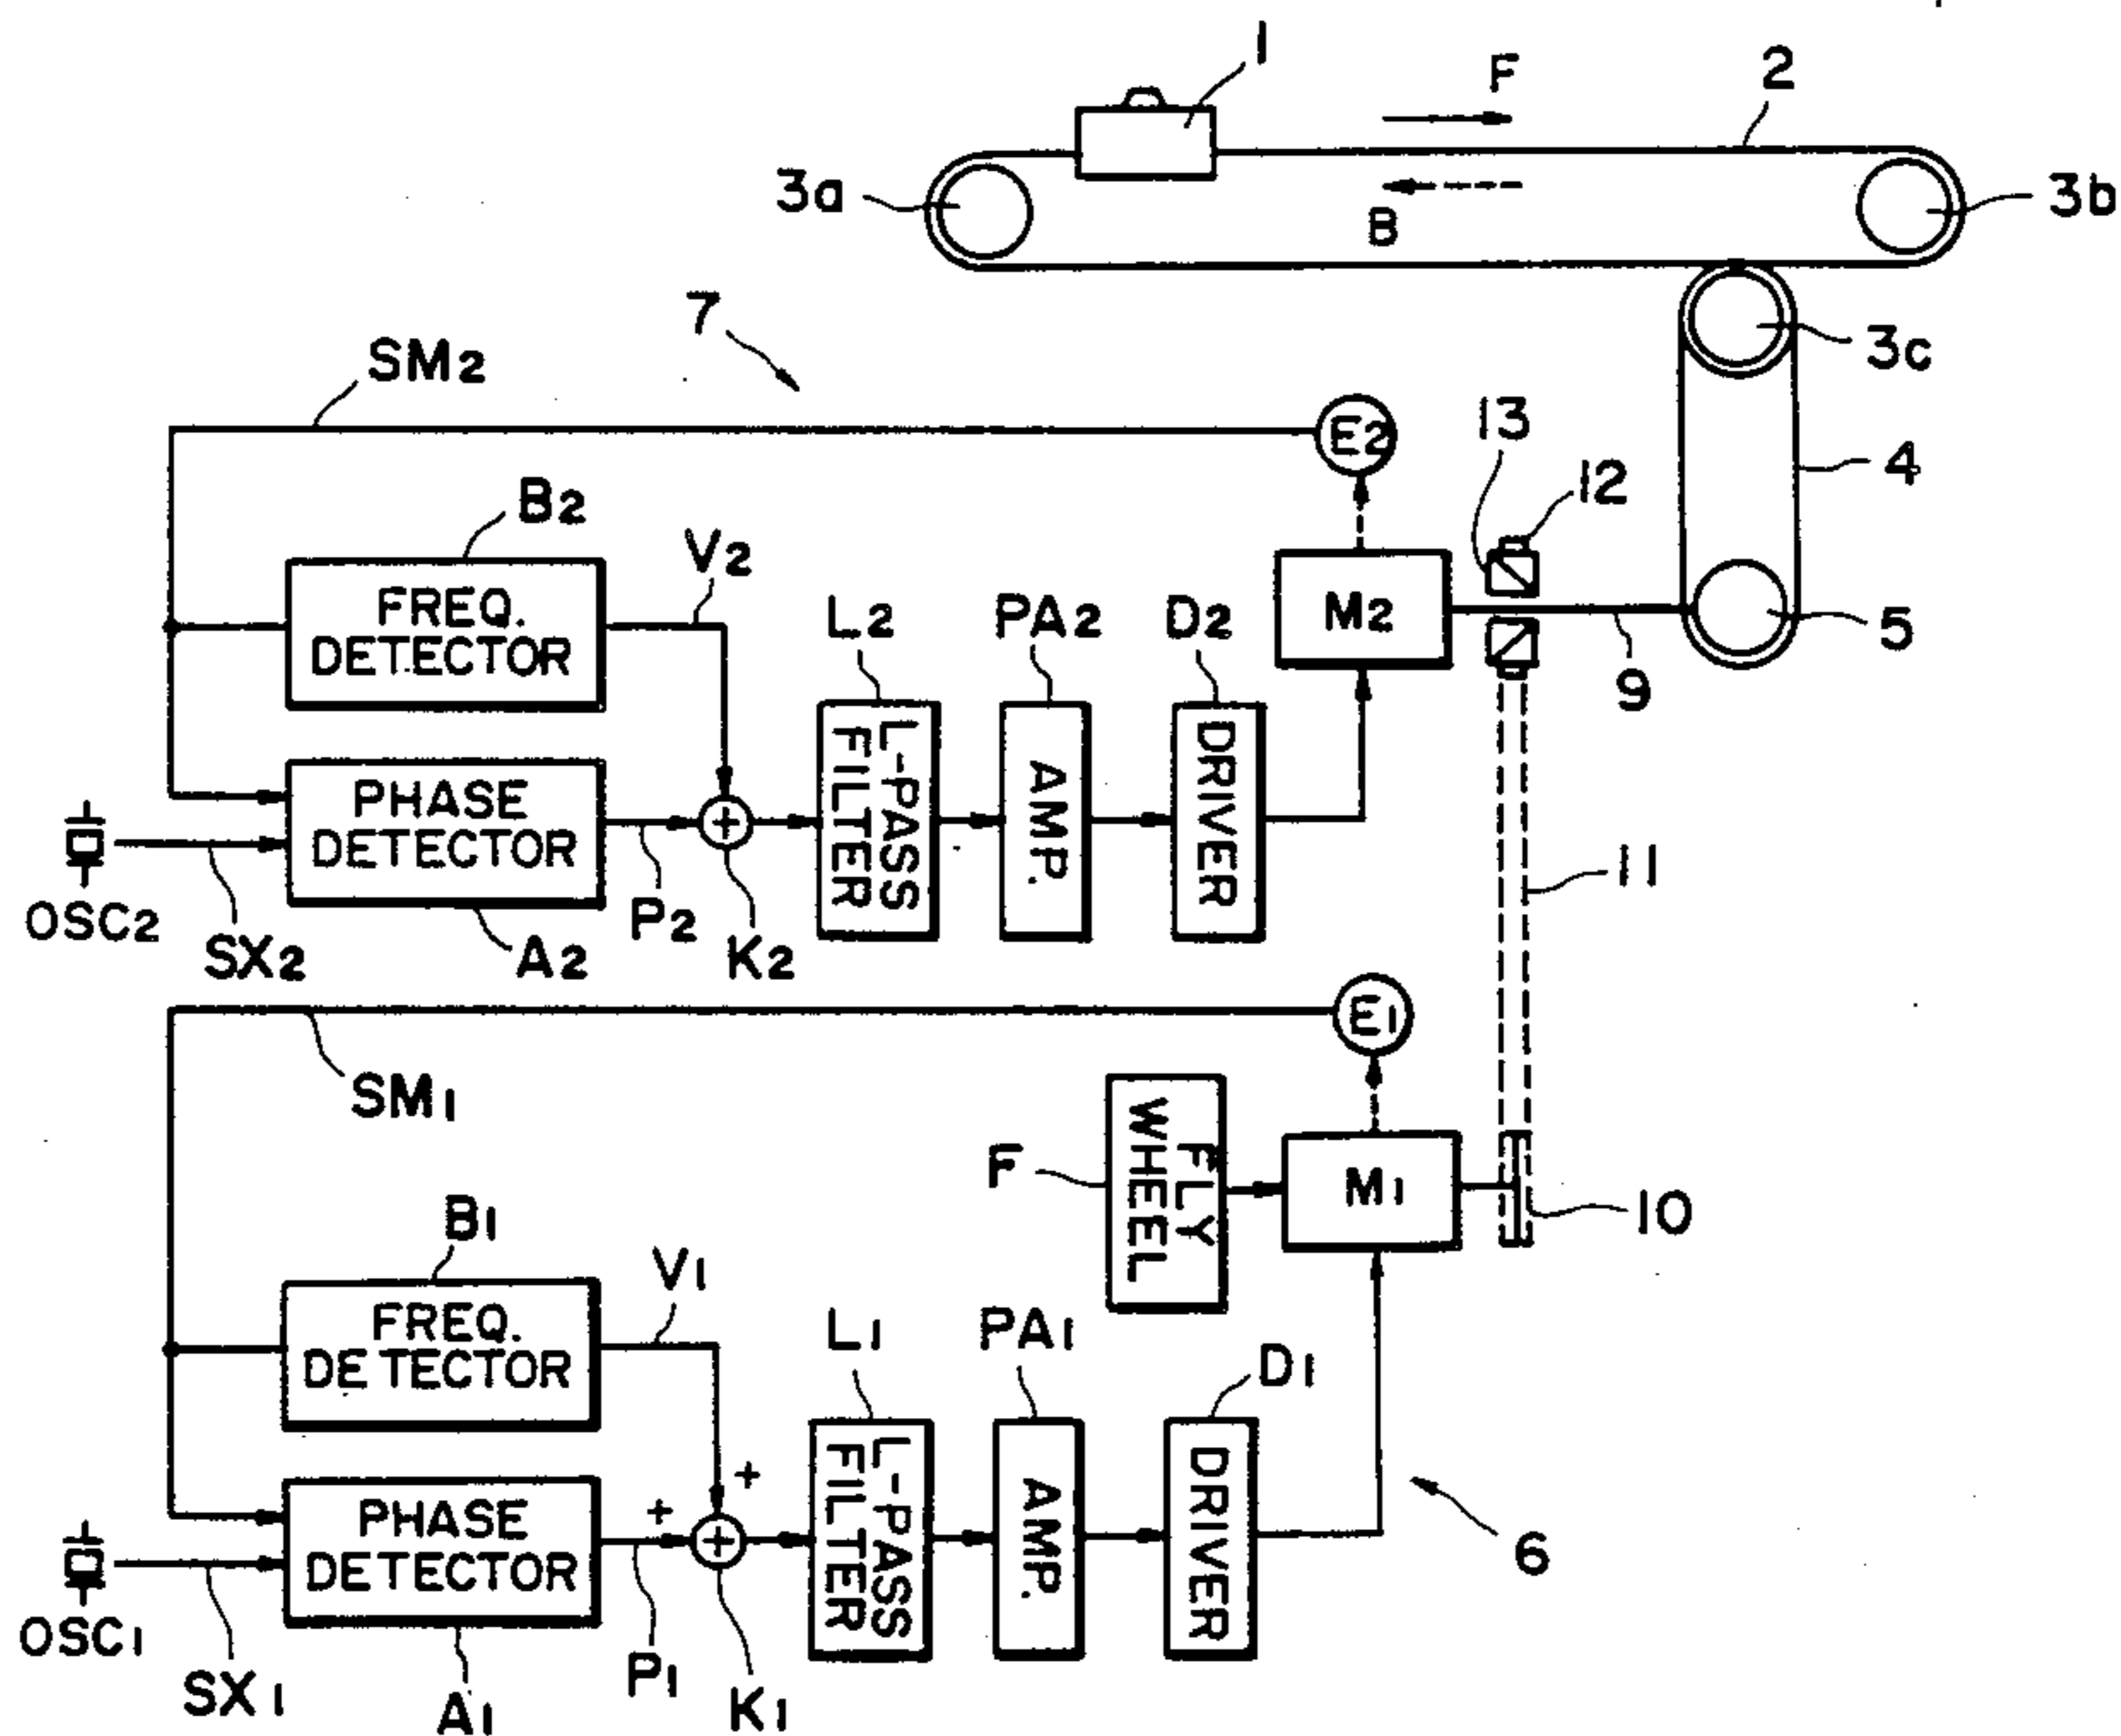 1
F
2
3a
3b
B
7
3c
SM2
13
E2
12
4
B2
V2
FREQ.
DETECTOR
L2
PA2
D2
M2
5
9
L-PASS
FILTER
AMP.
DRIVER
PHASE
DETECTOR
11
OSC2
SX2
A2
P2
K2
E1
SM1
FLY
WHEEL
F
M1
10
B1
V1
FREQ.
DETECTOR
L1
PA1
D1
+
+
L-PASS
FILTER
AMP.
DRIVER
PHASE
DETECTOR
6
OSC1
SX1
A1
P1
K1